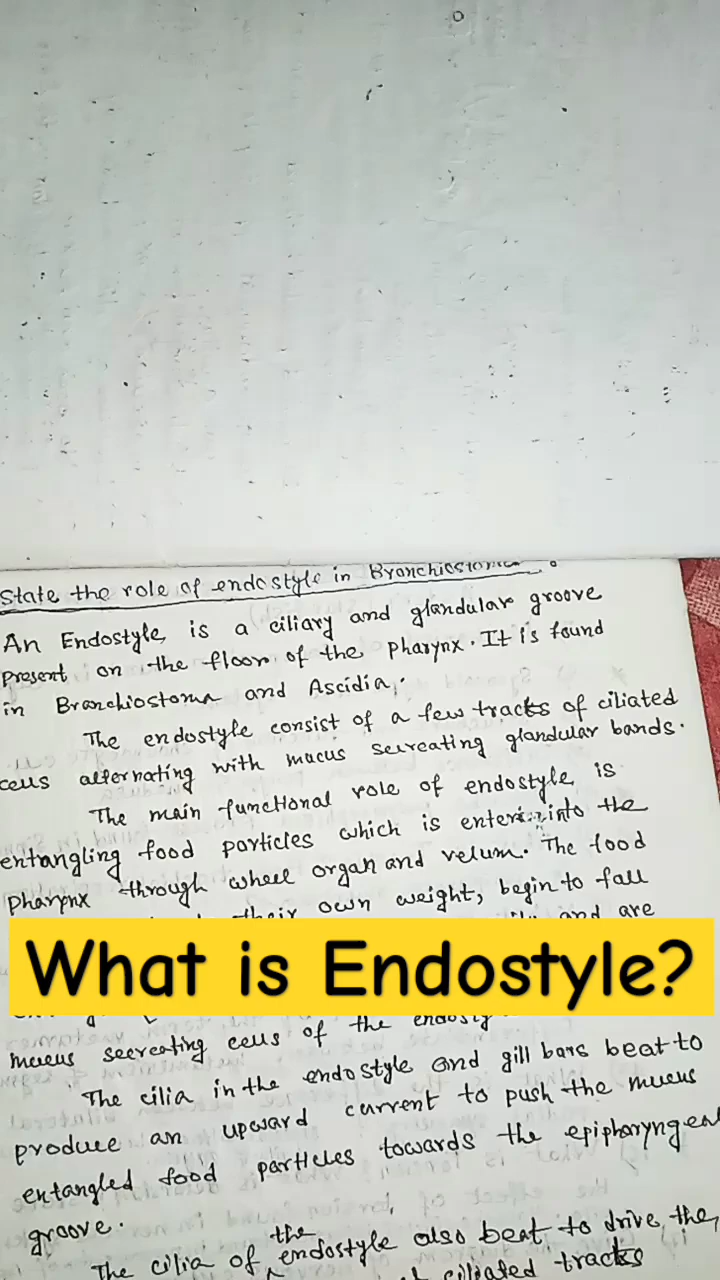 State the role of endostyle in Branchiostoma.
An Endostyle is a ciliary and glandular groove
present on the floor of the pharynx. It is found
in Branchiostoma and Ascidia.
The endostyle consist of a few tracts of ciliated
cells alternating with mucus secreating glandular bands.
The main functional role of endostyle is
entangling food particles which is enter into the
Pharynx through wheel organ and velum. The food
their own weight, begin to fall
and are
What is Endostyle?
mucus secreating cells of the
The cilia in the endostyle and gill bars beat to
produce an upward current to push the mucus
entangled food particles towards the epipharyngeal
groove.
The cilia of the endostyle also beat to drive, the,
ciliated tracts